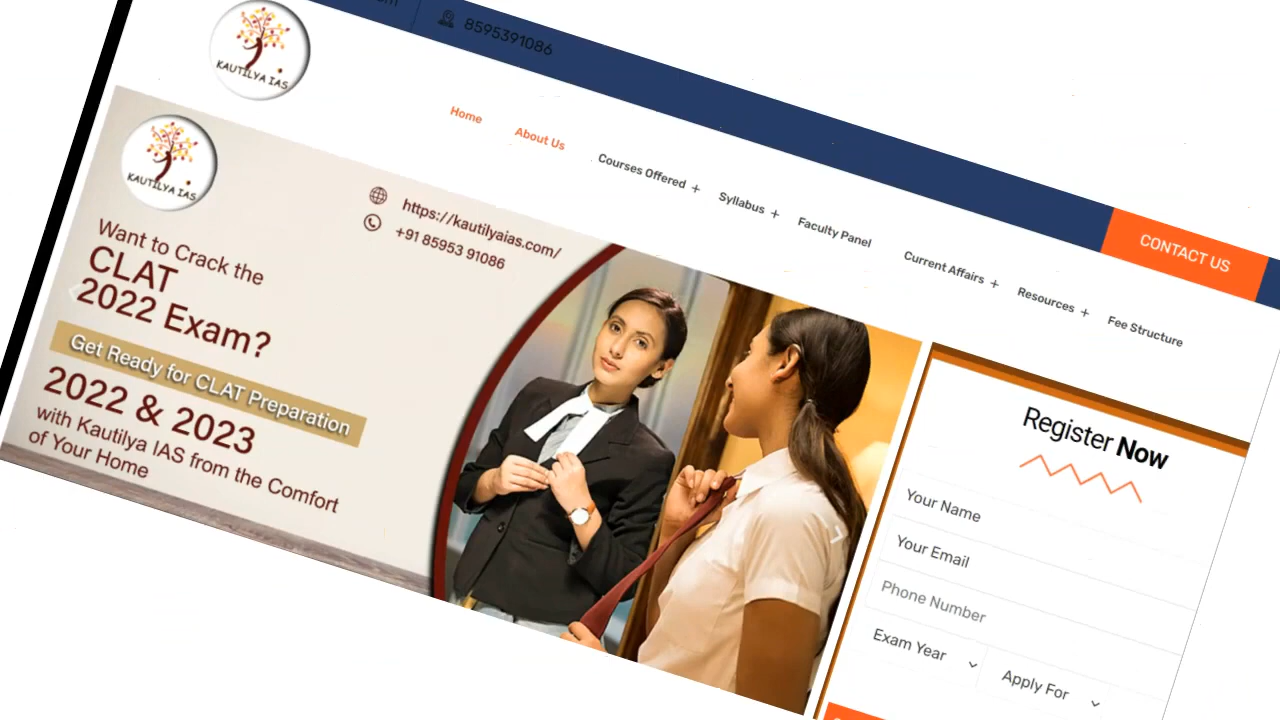 8595391086
KAUTILYA IAS
Home
About Us
Courses Offered +
Syllabus +
Faculty Panel
Current Affairs +
Resources +
Fee Structure
CONTACT US
KAUTILYA IAS
https://kautilyaias.com/
+91 85953 91086
Want to Crack the
CLAT
2022 Exam?
Get Ready for CLAT Preparation
2022 & 2023
with Kautilya IAS from the Comfort
of Your Home
Register Now
Your Name
Your Email
Phone Number
Exam Year
Apply For